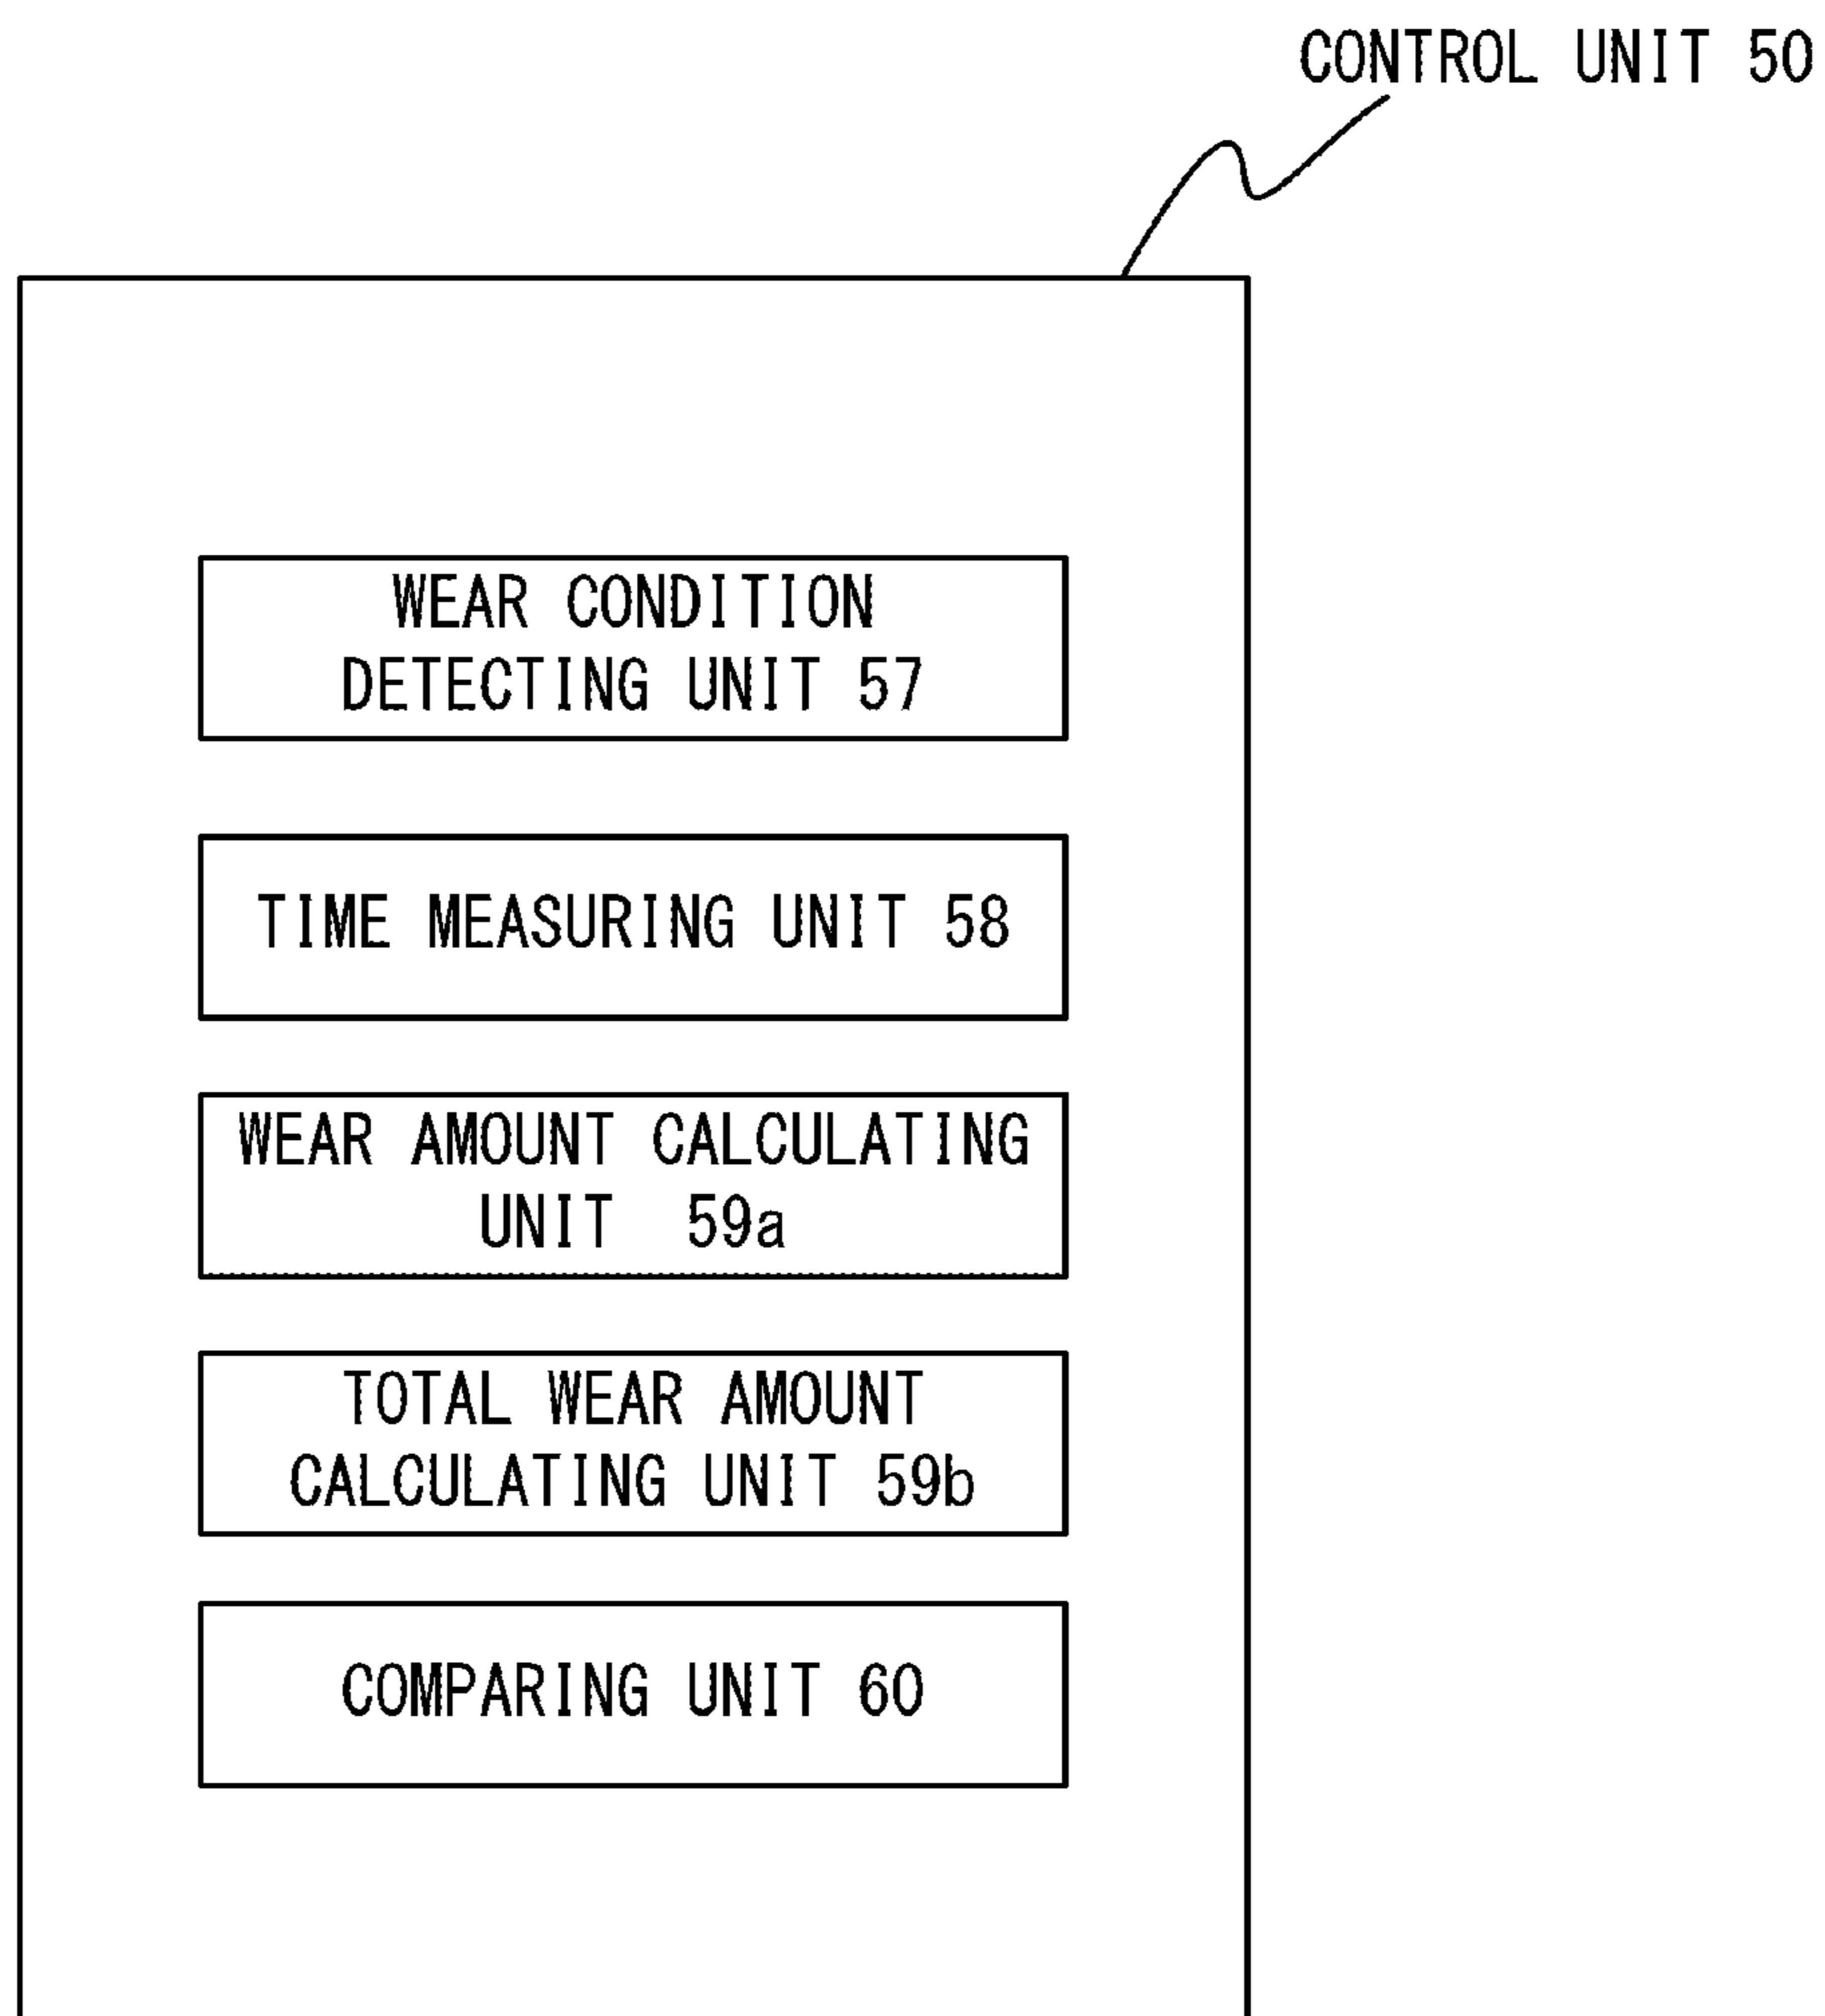 CONTROL UNIT 50
WEAR CONDITION
DETECTING UNIT 57
TIME MEASURING UNIT 58
WEAR AMOUNT CALCULATING
UNIT 59a
TOTAL WEAR AMOUNT
CALCULATING UNIT 59b
COMPARING UNIT 60